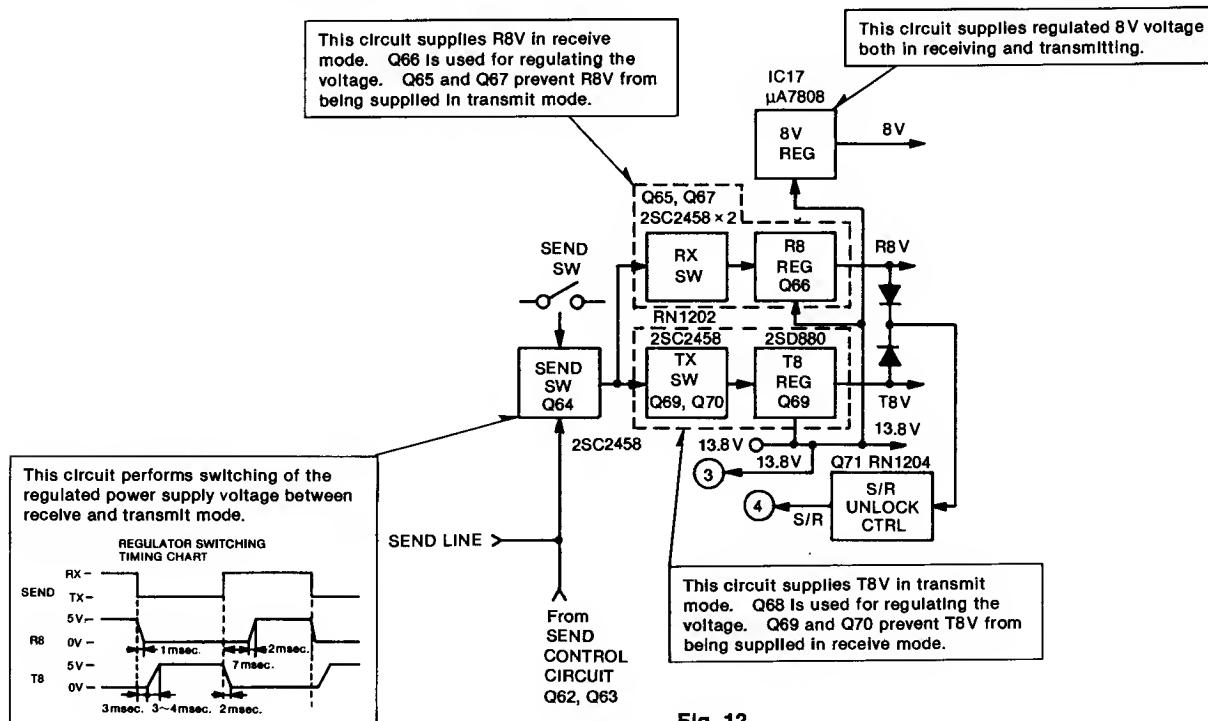 This circuit supplies R8V in receive
mode. Q66 is used for regulating the
voltage. Q65 and Q67 prevent R8V from
being supplied in transmit mode.
This circuit supplies regulated 8V voltage
both in receiving and transmitting.
IC17
μA7808
8V
REG
8V
Q65, Q67
2SC2458 × 2
RX
SW
R8
REG
Q66
R8V
SEND
SW
RN1202
2SC2458
2SD880
SEND
SW
Q64
TX
SW
Q69, Q70
T8
REG
Q69
T8V
2SC2458
13.8V
13.8V
13.8V
3
Q71 RN1204
4
S/R
S/R
UNLOCK
CTRL
This circuit performs switching of the
regulated power supply voltage between
receive and transmit mode.
REGULATOR SWITCHING
TIMING CHART
SEND
RX
TX
R8
5V
0V
1msec.
7msec.
2msec.
T8
5V
0V
3msec.
3~4msec.
2msec.
SEND LINE
From
SEND
CONTROL
CIRCUIT
Q62, Q63
This circuit supplies T8V in transmit
mode. Q68 is used for regulating the
voltage. Q69 and Q70 prevent T8V from
being supplied in receive mode.
Fig. 12